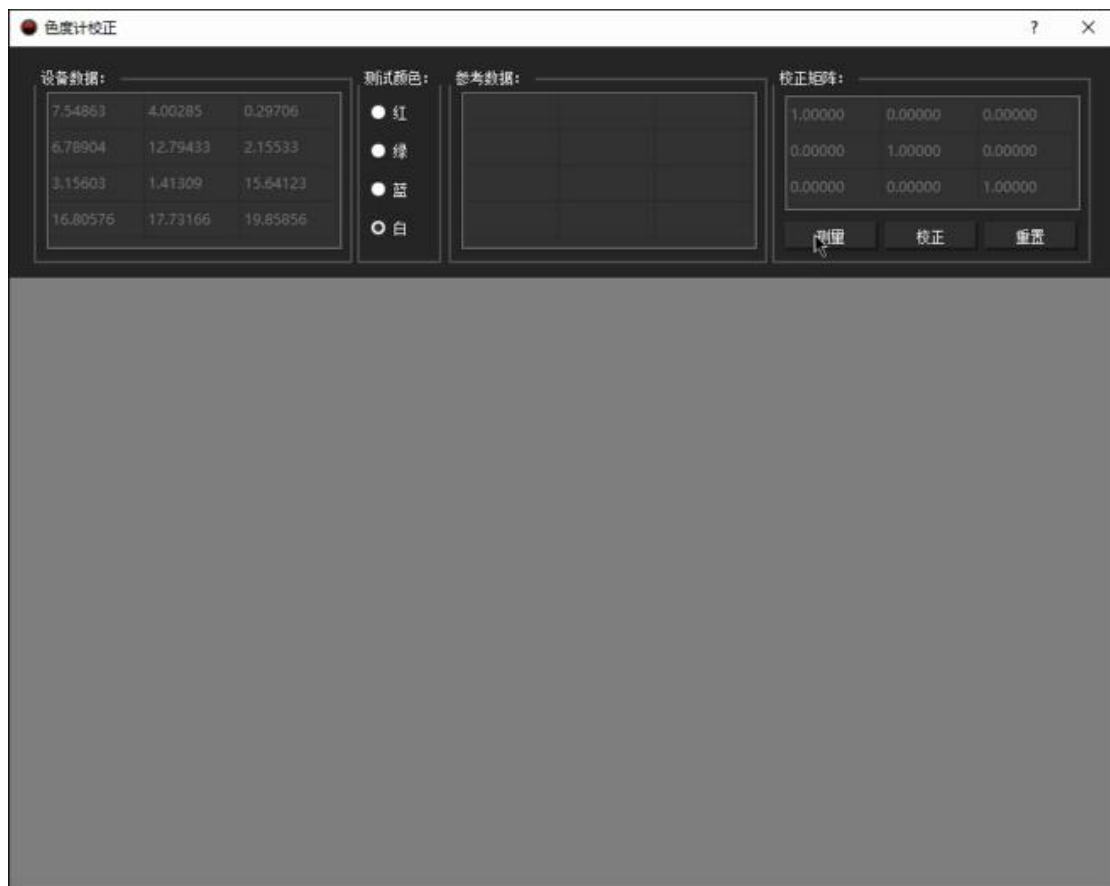 色度计校正 ?
设备数据: 测试颜色: 参考数据: 校正矩阵:
7.54863 4.00285 0.29706 红 1.00000 0.00000 0.00000
6.78904 12.79433 2.15533 绿 0.00000 1.00000 0.00000
3.15603 1.41309 15.64123 蓝 0.00000 0.00000 1.00000
16.80576 17.73166 19.85856 白
测量 校正 重置